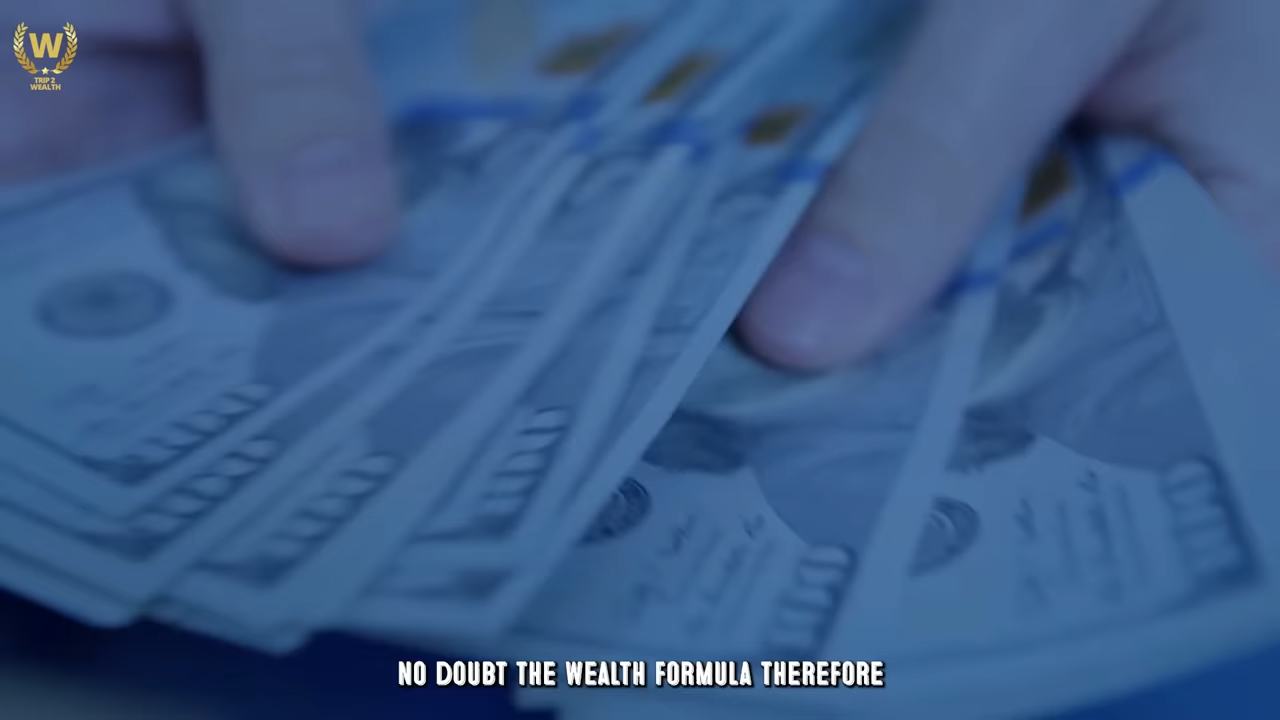 W
TRIP 2
WEALTH
NO DOUBT THE WEALTH FORMULA THEREFORE